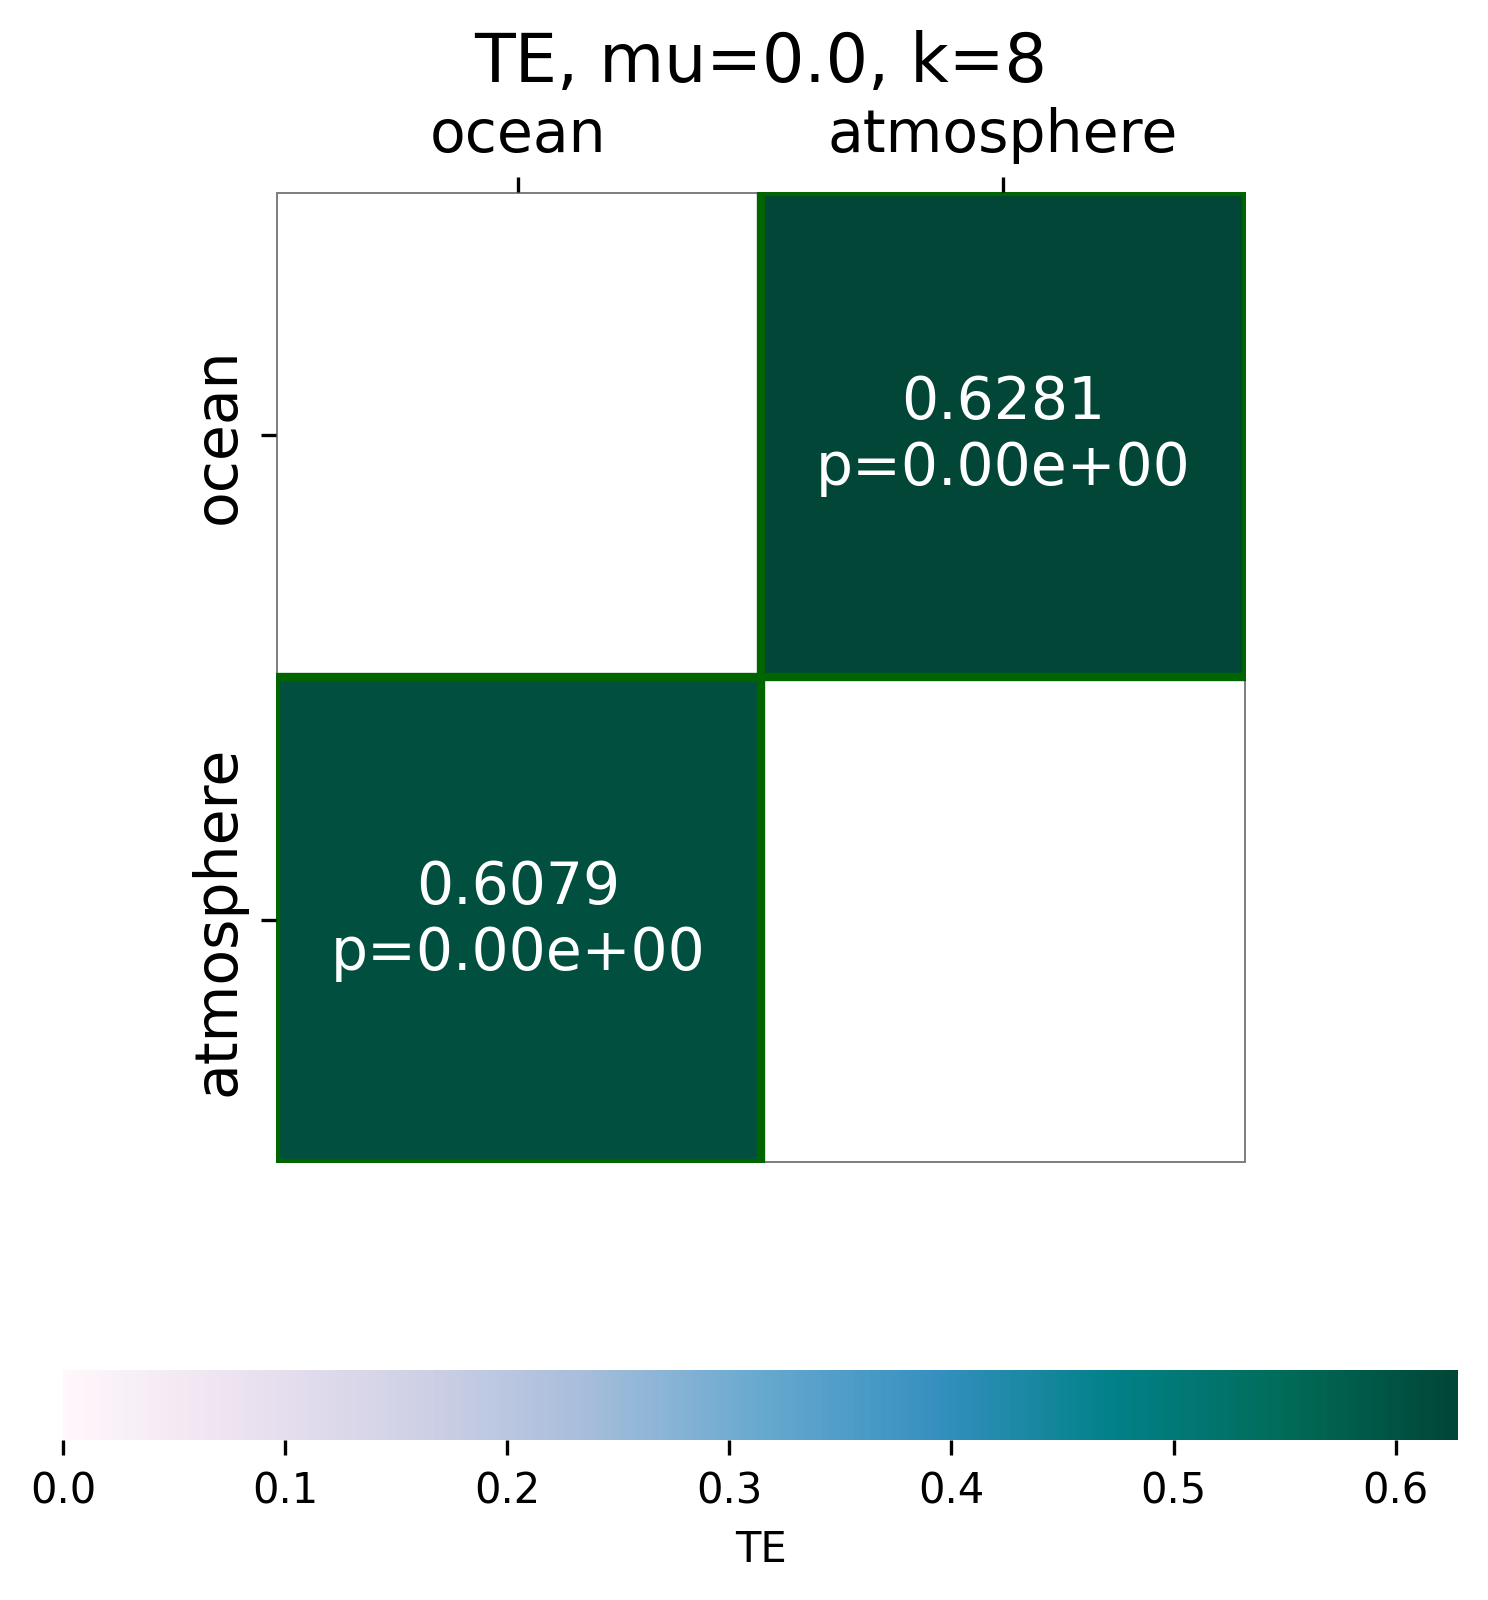 TE, mu=0.0, k=8
ocean atmosphere
ocean
0.6281
p=0.00e+00
atmosphere
0.6079
p=0.00e+00
0.0 0.1 0.2 0.3 0.4 0.5 0.6
TE